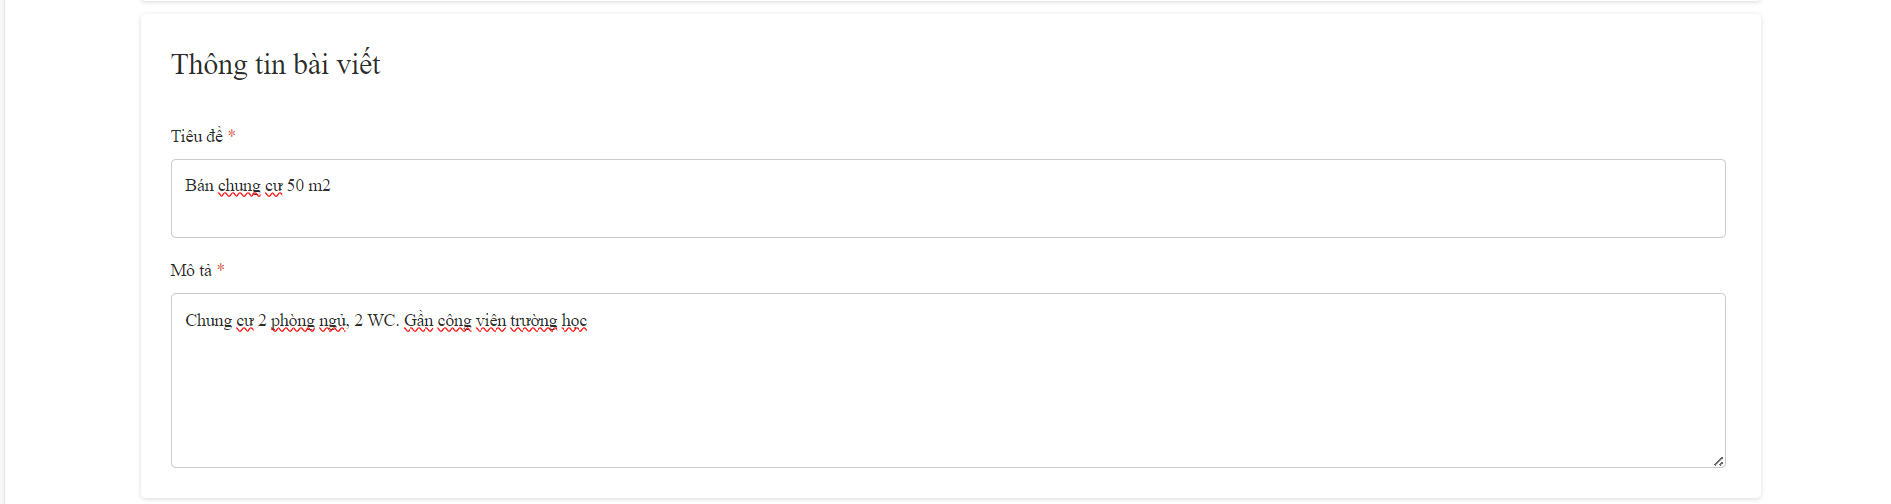 Thông tin bài viết
Tiêu đề *
Bán chung cư 50 m2
Mô tả *
Chung cư 2 phòng ngủ, 2 WC. Gần công viên trường học